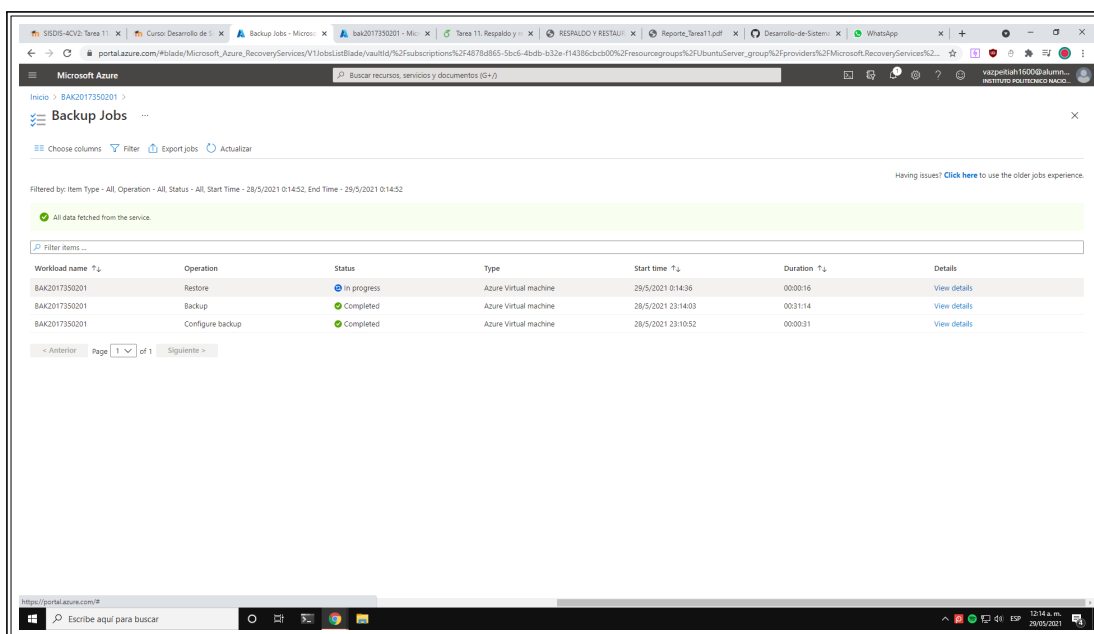 SISDIS-4CV2: Tarea 11.
Curso: Desarrollo de Si
Backup Jobs - Microso
bak2017350201 - Mic
Tarea 11. Respaldo y r
RESPALDO Y RESTAUR
Reporte_Tarea11.pdf
Desarrollo-de-Sistem
WhatsApp
portal.azure.com/#blade/Microsoft_Azure_RecoveryServices/V1JobsListBlade/vaultId/%2Fsubscriptions%2F4878d865-5bc6-4bdb-b32e-f14386cbcb00%2Fresourcegroups%2FUbuntuServer_group%2Fproviders%2FMicrosoft.RecoveryServices%2...
Microsoft Azure
Buscar recursos, servicios y documentos (G+/)
1
vazpeitiah1600@alumn...
INSTITUTO POLITECNICO NACIO...
Inicio > BAK2017350201 >
Backup Jobs ...
Choose columns Filter Export jobs Actualizar
Having issues? Click here to use the older jobs experience.
Filtered by: Item Type - All, Operation - All, Status - All, Start Time - 28/5/2021 0:14:52, End Time - 29/5/2021 0:14:52
All data fetched from the service.
Filter items ...
Workload name ↑↓ Operation Status Type Start time ↑↓ Duration ↑↓ Details
BAK2017350201 Restore In progress Azure Virtual machine 29/5/2021 0:14:36 00:00:16 View details
BAK2017350201 Backup Completed Azure Virtual machine 28/5/2021 23:14:03 00:31:14 View details
BAK2017350201 Configure backup Completed Azure Virtual machine 28/5/2021 23:10:52 00:00:31 View details
< Anterior Page 1 of 1 Siguiente >
https://portal.azure.com/#
Escribe aquí para buscar
ESP
12:14 a. m.
29/05/2021